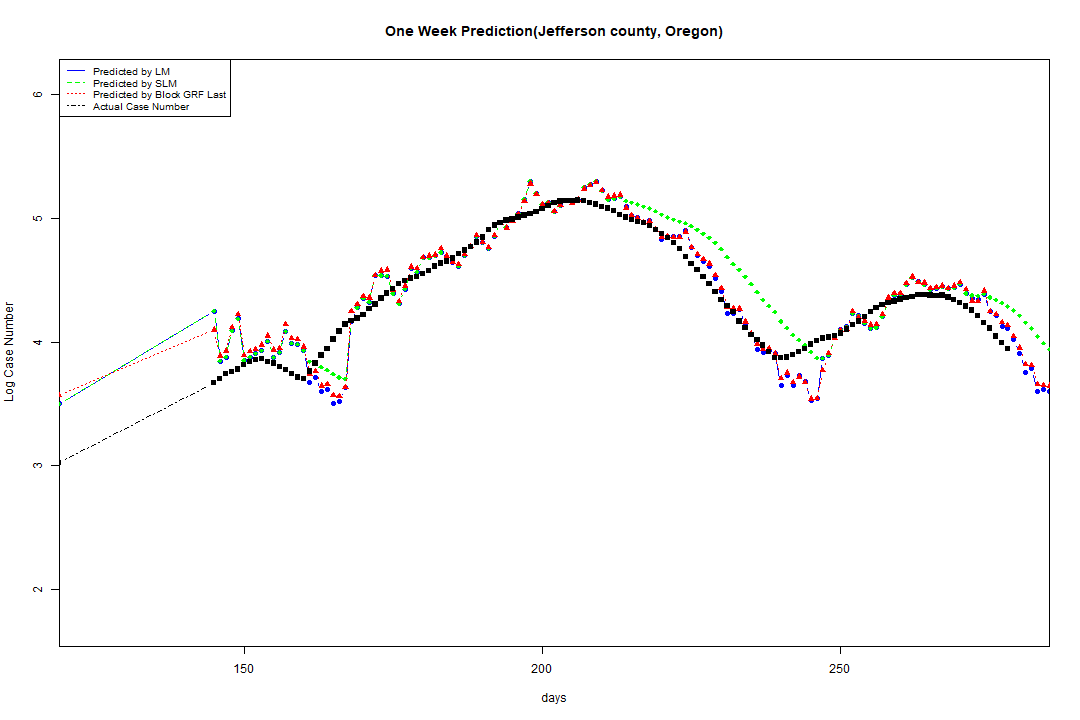 One Week Prediction(Jefferson county, Oregon)
Predicted by LM
Predicted by SLM
Predicted by Block GRF Last
Actual Case Number
6
5
4
3
2
Log Case Number
150
200
250
days